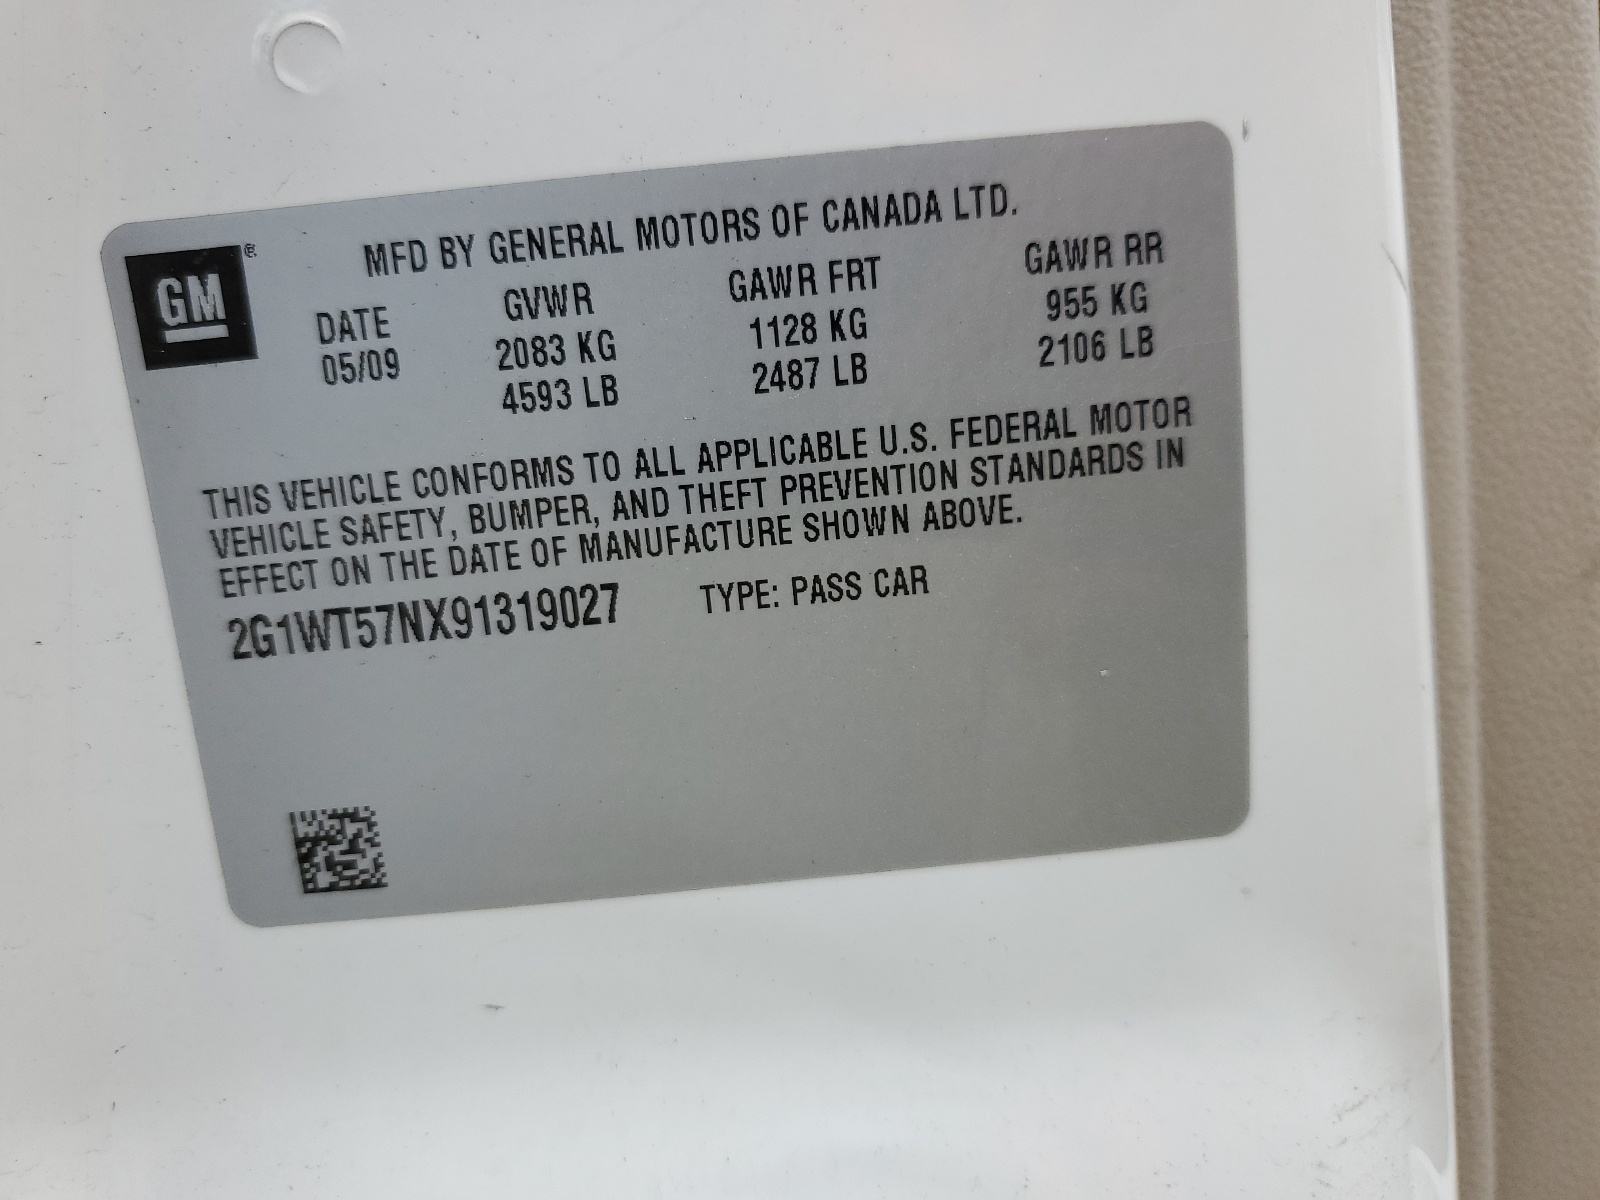 GM ®
MFD BY GENERAL MOTORS OF CANADA LTD.
DATE GVWR GAWR FRT GAWR RR
05/09 2083 KG 1128 KG 955 KG
4593 LB 2487 LB 2106 LB
THIS VEHICLE CONFORMS TO ALL APPLICABLE U.S. FEDERAL MOTOR
VEHICLE SAFETY, BUMPER, AND THEFT PREVENTION STANDARDS IN
EFFECT ON THE DATE OF MANUFACTURE SHOWN ABOVE.
2G1WT57NX91319027 TYPE: PASS CAR